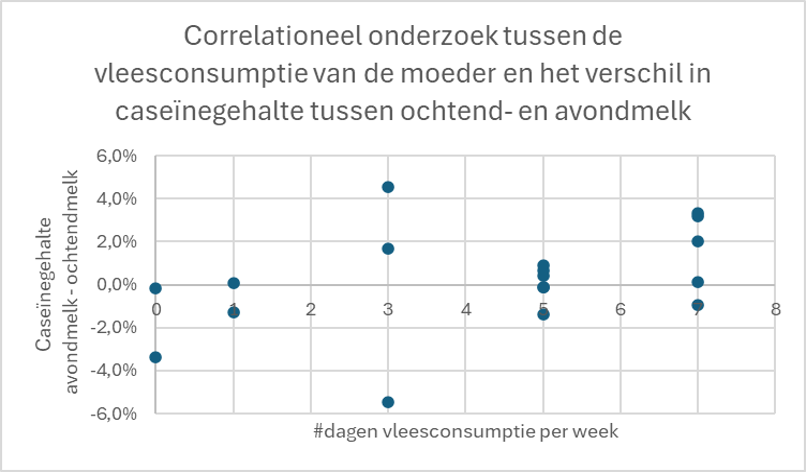 Correlationeel onderzoek tussen de
vleesconsumptie van de moeder en het verschil in
caseïnegehalte tussen ochtend- en avondmelk
Caseïnegehalte
avondmelk - ochtendmelk
6,0%
4,0%
2,0%
0,0%
-2,0%
-4,0%
-6,0%
0 1 2 3 4 5 6 7 8
#dagen vleesconsumptie per week